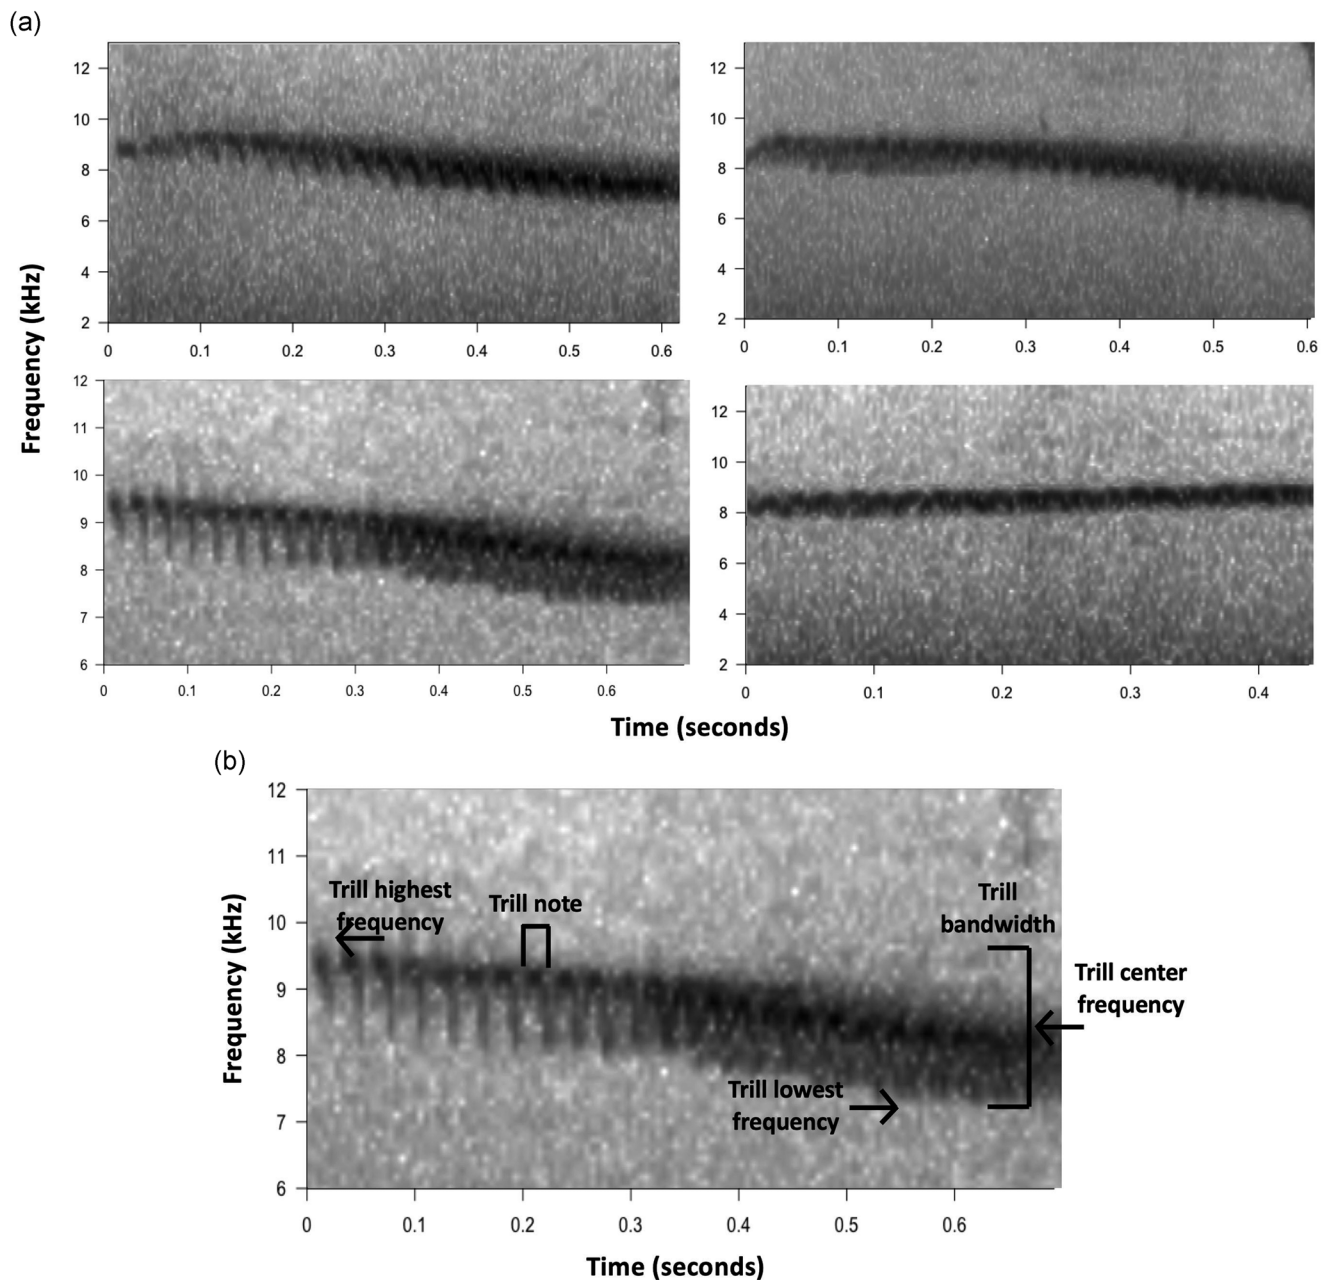 (a)
12
10
8
6
4
2
0 0.1 0.2 0.3 0.4 0.5 0.6
12
10
8
6
4
2
0 0.1 0.2 0.3 0.4 0.5 0.6
Frequency (kHz)
12
11
10
9
8
7
6
0 0.1 0.2 0.3 0.4 0.5 0.6
12
10
8
6
4
2
0 0.1 0.2 0.3 0.4
Time (seconds)
(b)
12
11
10
9
8
7
6
Frequency (kHz)
Trill highest
frequency
Trill note
Trill
bandwidth
Trill center
frequency
Trill lowest
frequency
0 0.1 0.2 0.3 0.4 0.5 0.6
Time (seconds)